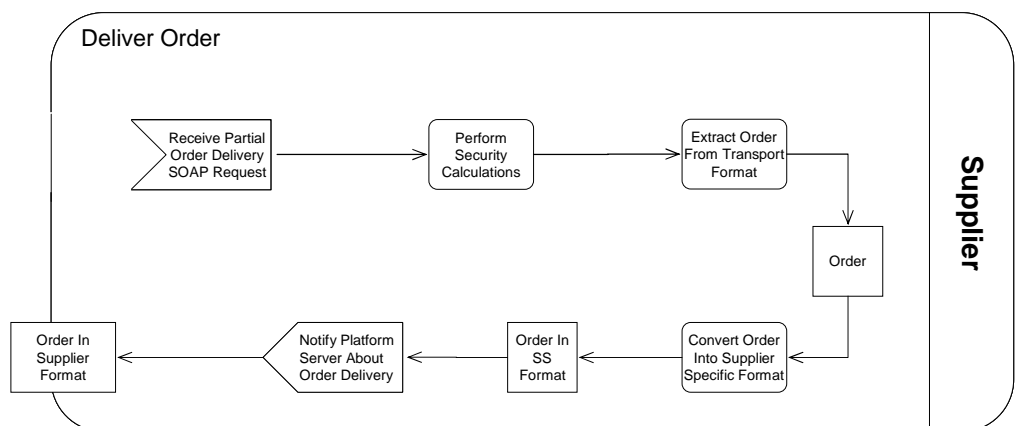 Deliver Order
Receive Partial
Order Delivery
SOAP Request
Perform
Security
Calculations
Extract Order
From Transport
Format
Supplier
Order
Order In
Supplier
Format
Notify Platform
Server About
Order Delivery
Order In
SS
Format
Convert Order
Into Supplier
Specific Format